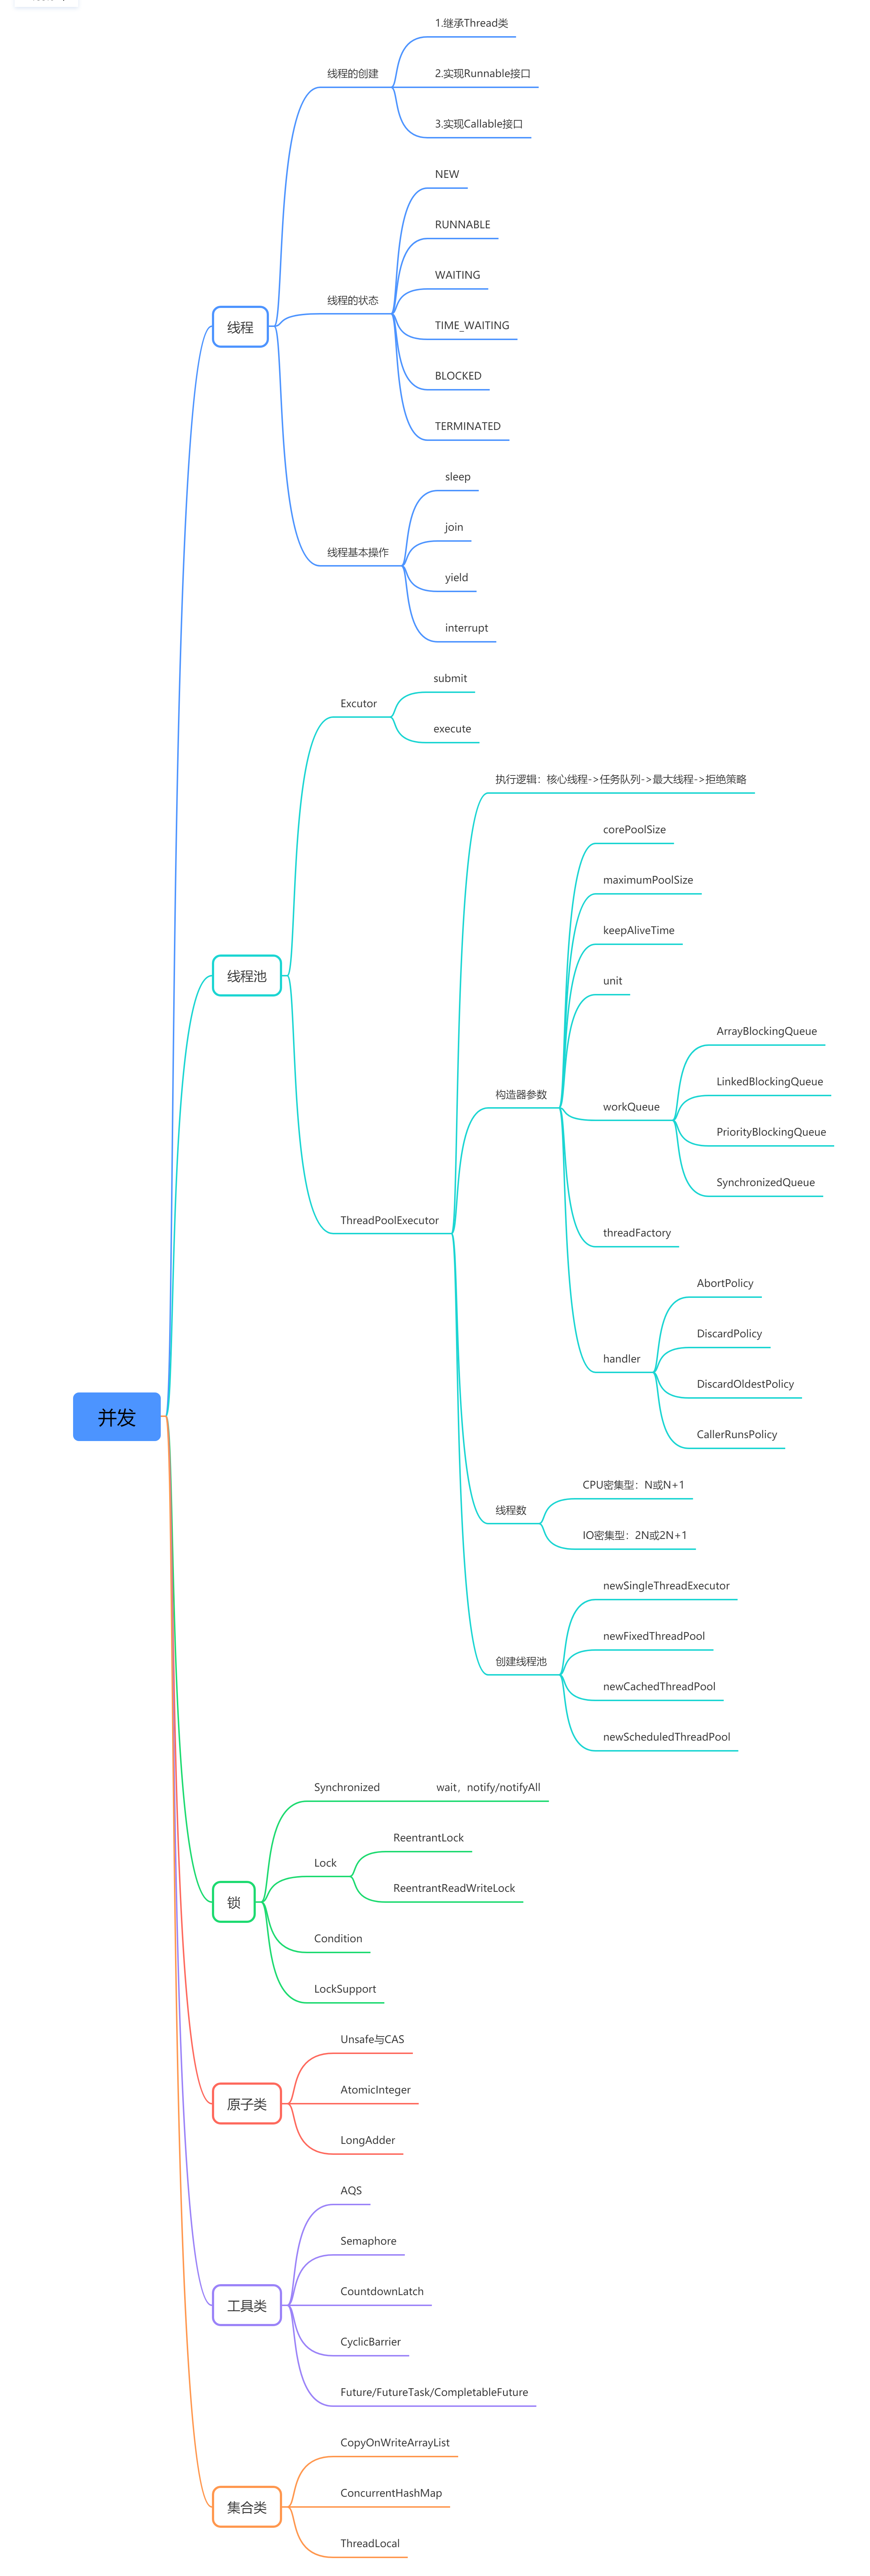 并发
线程
线程的创建
1.继承Thread类
2.实现Runnable接口
3.实现Callable接口
线程的状态
NEW
RUNNABLE
WAITING
TIME_WAITING
BLOCKED
TERMINATED
线程基本操作
sleep
join
yield
interrupt
线程池
Excutor
submit
execute
ThreadPoolExecutor
执行逻辑：核心线程->任务队列->最大线程->拒绝策略
构造器参数
corePoolSize
maximumPoolSize
keepAliveTime
unit
workQueue
ArrayBlockingQueue
LinkedBlockingQueue
PriorityBlockingQueue
SynchronizedQueue
threadFactory
handler
AbortPolicy
DiscardPolicy
DiscardOldestPolicy
CallerRunsPolicy
线程数
CPU密集型：N或N+1
IO密集型：2N或2N+1
创建线程池
newSingleThreadExecutor
newFixedThreadPool
newCachedThreadPool
newScheduledThreadPool
锁
Synchronized
wait，notify/notifyAll
Lock
ReentrantLock
ReentrantReadWriteLock
Condition
LockSupport
原子类
Unsafe与CAS
AtomicInteger
LongAdder
工具类
AQS
Semaphore
CountdownLatch
CyclicBarrier
Future/FutureTask/CompletableFuture
集合类
CopyOnWriteArrayList
ConcurrentHashMap
ThreadLocal